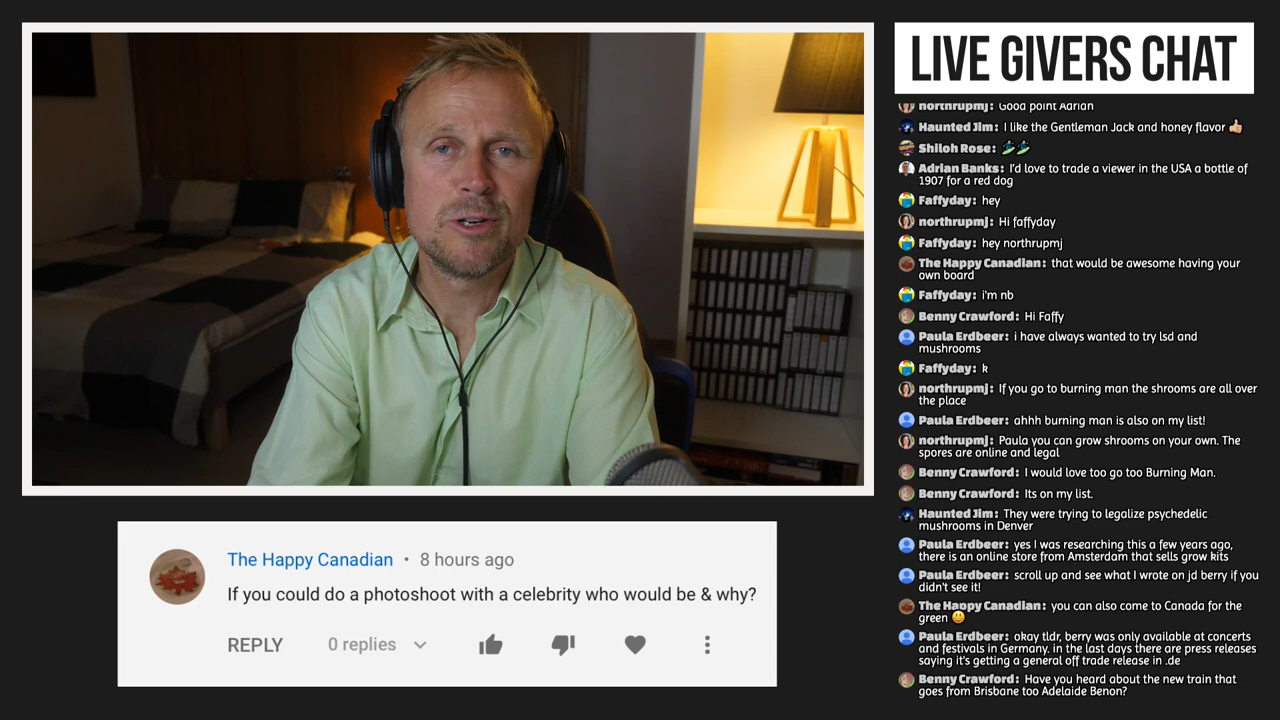 LIVE GIVERS CHAT
northrupmj: Good point Adrian
Haunted Jim: I like the Gentleman Jack and honey flavor 👍🏼
Shiloh Rose: 🏄🏄
Adrian Banks: I'd love to trade a viewer in the USA a bottle of
1907 for a red dog
Faffyday: hey
northrupmj: Hi faffyday
Faffyday: hey northrupmj
The Happy Canadian: that would be awesome having your
own board
Faffyday: i'm nb
Benny Crawford: Hi Faffy
Paula Erdbeer: i have always wanted to try lsd and
mushrooms
Faffyday: k
northrupmj: If you go to burning man the shrooms are all over
the place
Paula Erdbeer: ahhh burning man is also on my list!
northrupmj: Paula you can grow shrooms on your own. The
spores are online and legal
Benny Crawford: I would love too go too Burning Man.
Benny Crawford: Its on my list.
Haunted Jim: They were trying to legalize psychedelic
mushrooms in Denver
Paula Erdbeer: yes I was researching this a few years ago,
there is an online store from Amsterdam that sells grow kits
Paula Erdbeer: scroll up and see what I wrote on jd berry if you
didn't see it!
The Happy Canadian: you can also come to Canada for the
green 😃
Paula Erdbeer: okay tldr, berry was only available at concerts
and festivals in Germany. in the last days there are press releases
saying it's getting a general off trade release in .de
Benny Crawford: Have you heard about the new train that
goes from Brisbane too Adelaide Benon?
The Happy Canadian • 8 hours ago
If you could do a photoshoot with a celebrity who would be & why?
REPLY 0 replies